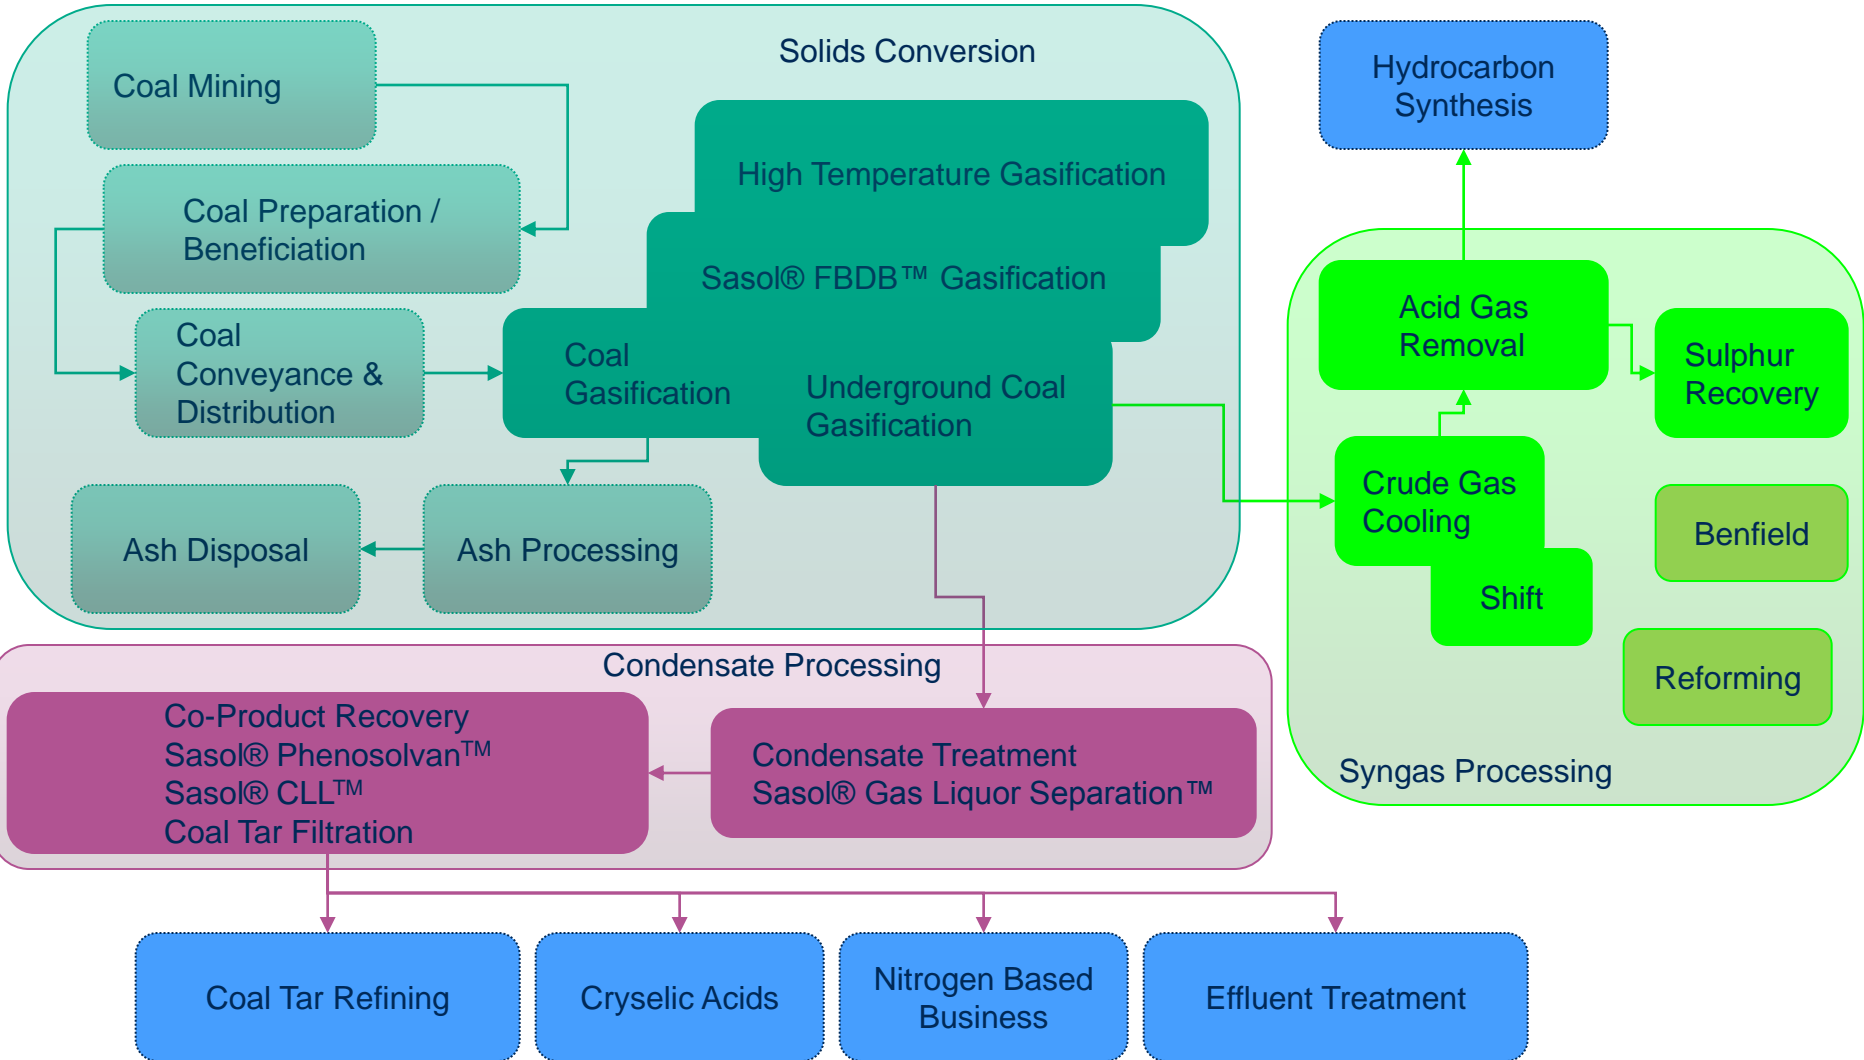 Solids Conversion
Coal Mining
Coal Preparation /
Beneficiation
Coal
Conveyance &
Distribution
High Temperature Gasification
Sasol® FBDB™ Gasification
Coal
Gasification
Underground Coal
Gasification
Ash Disposal
Ash Processing
Hydrocarbon
Synthesis
Acid Gas
Removal
Sulphur
Recovery
Crude Gas
Cooling
Shift
Benfield
Reforming
Syngas Processing
Condensate Processing
Co-Product Recovery
Sasol® Phenosolvan™
Sasol® CLL™
Coal Tar Filtration
Condensate Treatment
Sasol® Gas Liquor Separation™
Coal Tar Refining
Cryselic Acids
Nitrogen Based
Business
Effluent Treatment